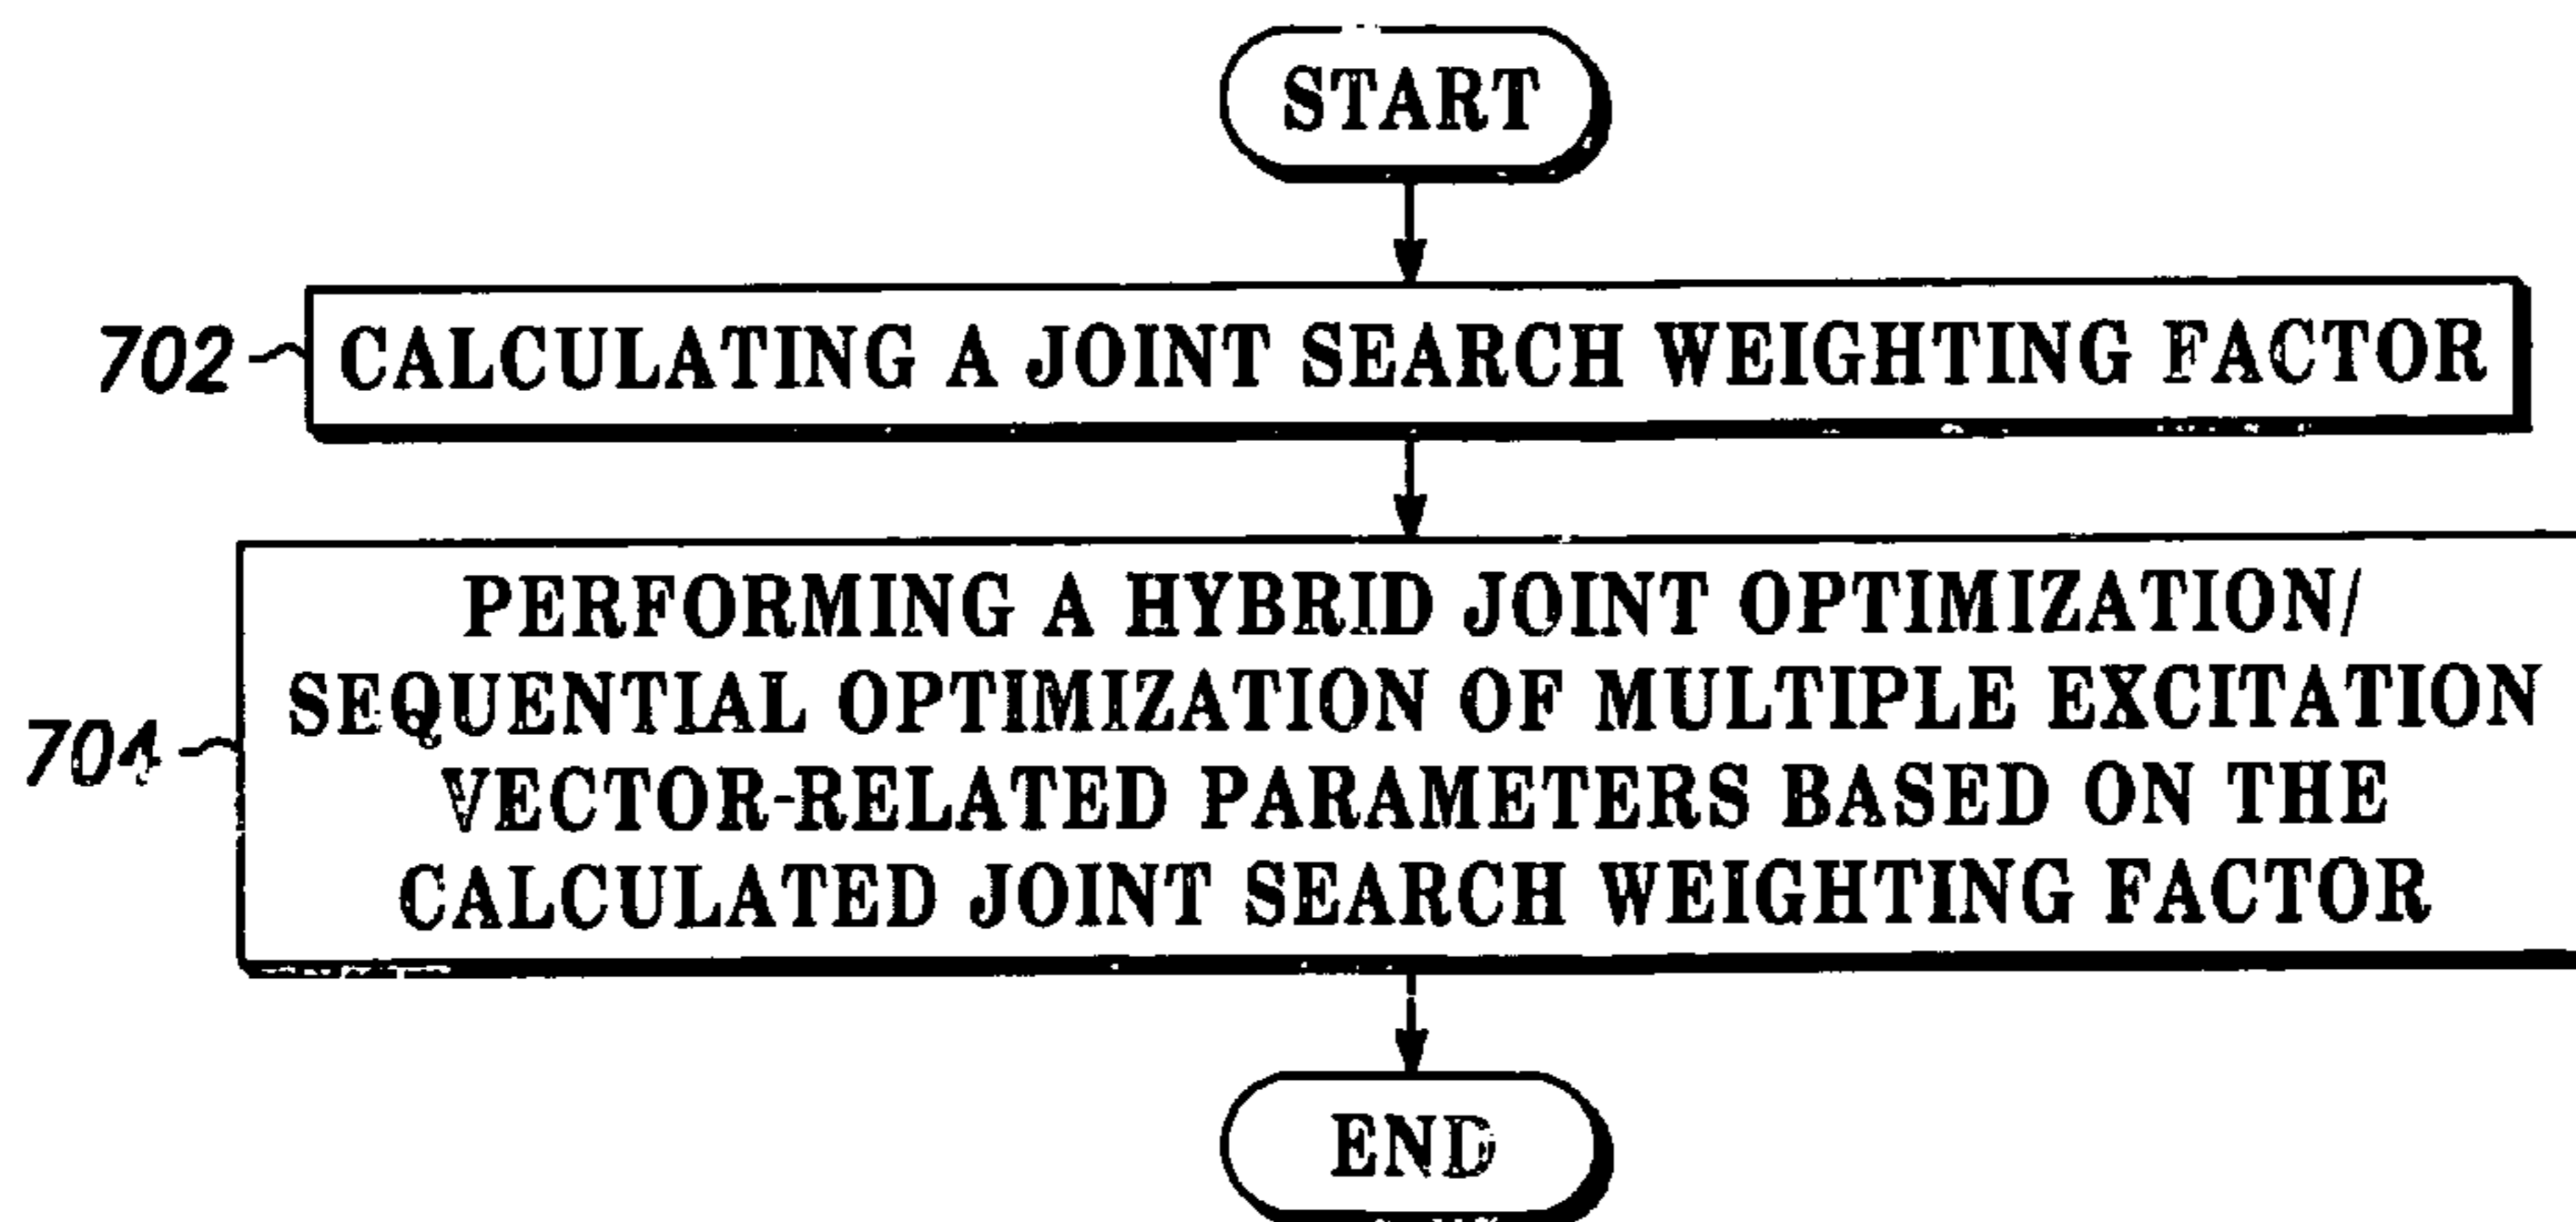 START
702
CALCULATING A JOINT SEARCH WEIGHTING FACTOR
PERFORMING A HYBRID JOINT OPTIMIZATION/
SEQUENTIAL OPTIMIZATION OF MULTIPLE EXCITATION
704
VECTOR-RELATED PARAMETERS BASED ON THE
CALCULATED JOINT SEARCH WEIGHTING FACTOR
END